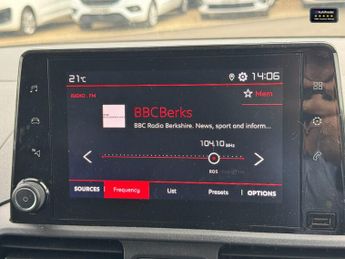 21°C
14:06
RADIO : FM
Mem
BBCBerks
BBC Radio Berkshire. News, sport and inform...
104.10 MHz
RDS
SOURCES
Frequency
List
Presets
OPTIONS